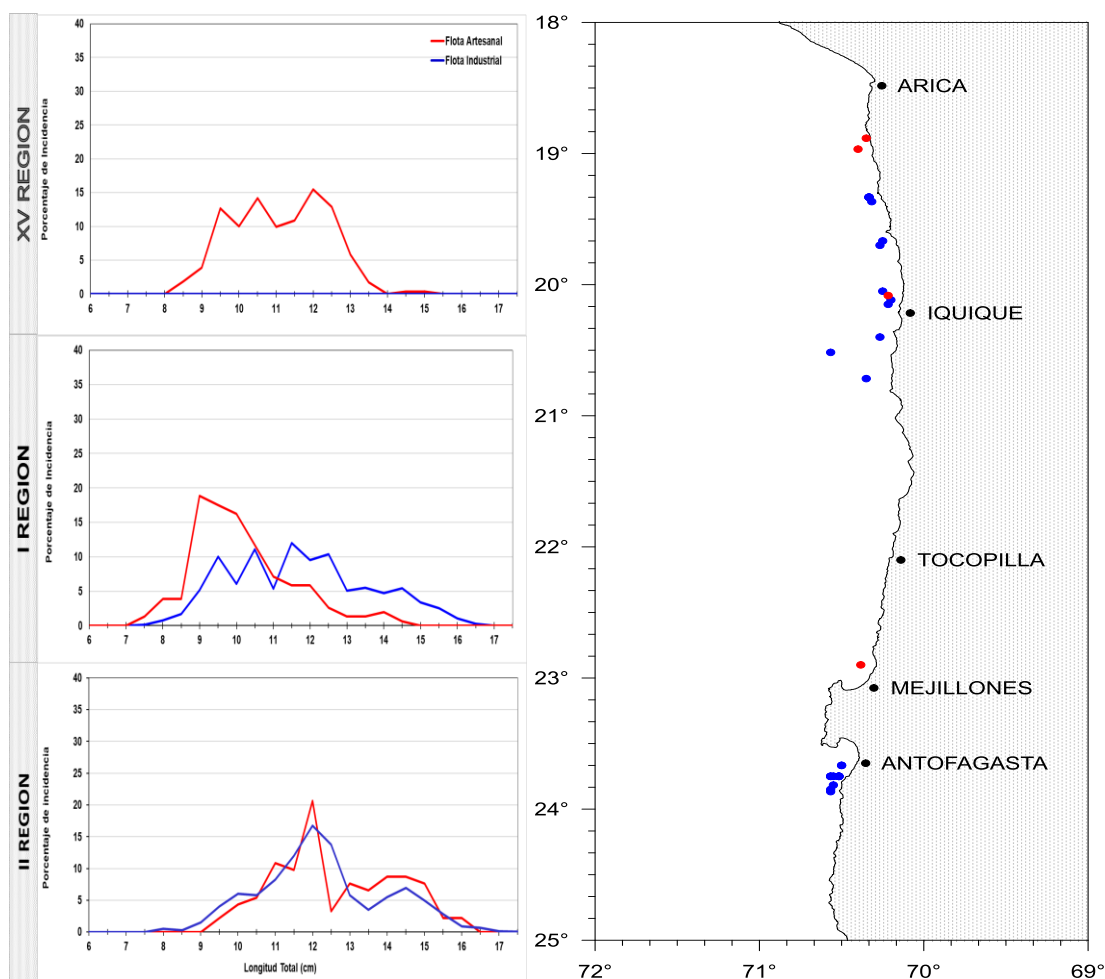 XV REGION
Porcentaje de Incidencia
40
35
30
25
20
15
10
5
0
6 7 8 9 10 11 12 13 14 15 16 17
Flota Artesanal
Flota Industrial
I REGION
Porcentaje de Incidencia
40
35
30
25
20
15
10
5
0
6 7 8 9 10 11 12 13 14 15 16 17
II REGION
Porcentaje de Incidencia
40
35
30
25
20
15
10
5
0
6 7 8 9 10 11 12 13 14 15 16 17
Longitud Total (cm)
18°
19°
20°
21°
22°
23°
24°
25°
ARICA
IQUIQUE
TOCOPILLA
MEJILLONES
ANTOFAGASTA
72° 71° 70° 69°